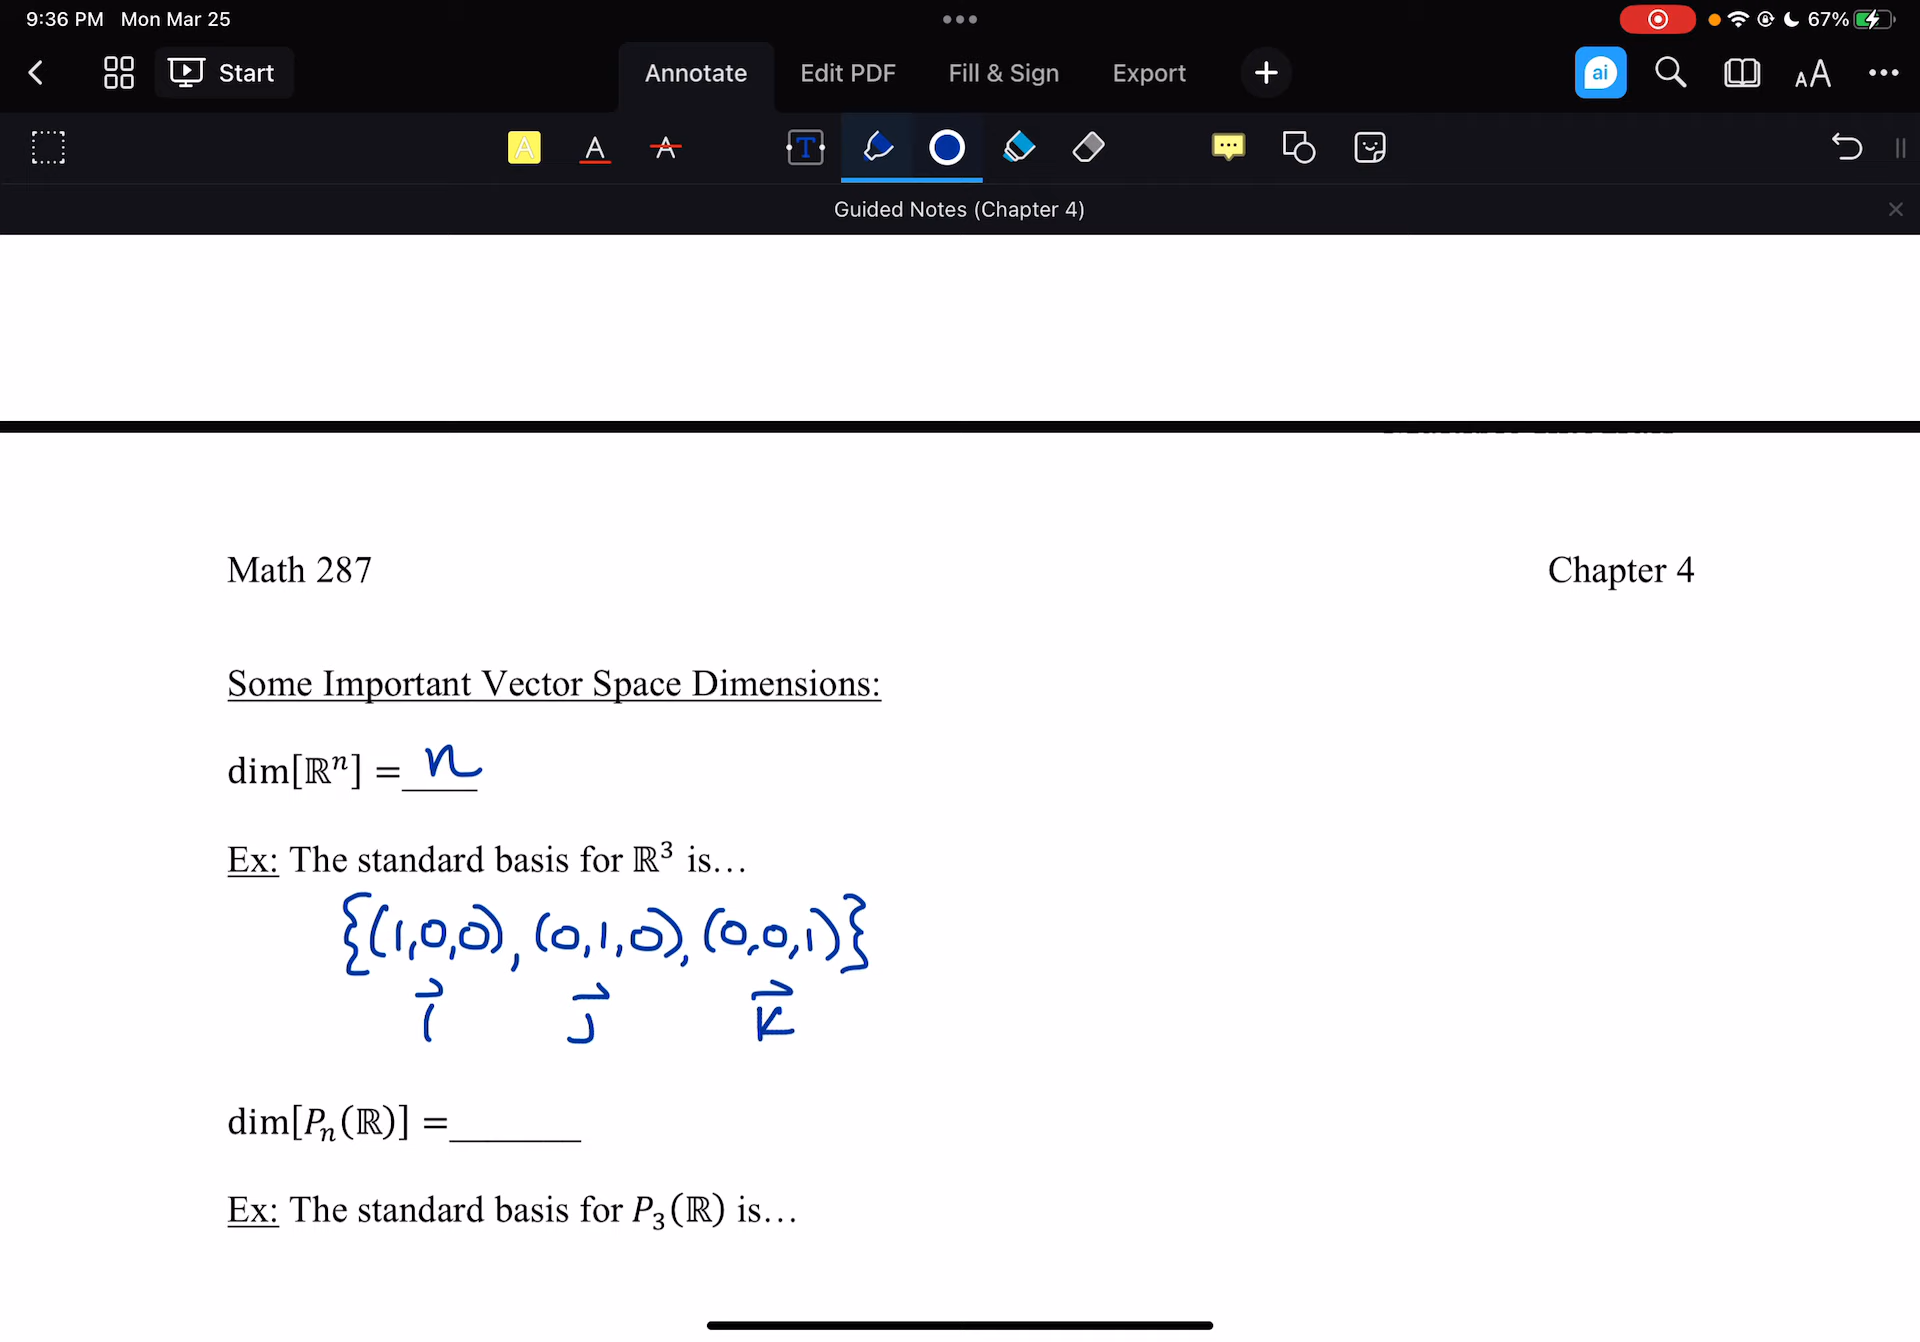 9:36 PM Mon Mar 25
67%
Start
Annotate
Edit PDF
Fill & Sign
Export
ai
AA
A
A
A
T
Guided Notes (Chapter 4)
Math 287
Chapter 4
Some Important Vector Space Dimensions:
dim[ℝⁿ] = n
Ex: The standard basis for ℝ³ is…
{(1,0,0), (0,1,0), (0,0,1)}
i⃗ j⃗ k⃗
dim[Pₙ(ℝ)] =______
Ex: The standard basis for P₃(ℝ) is…